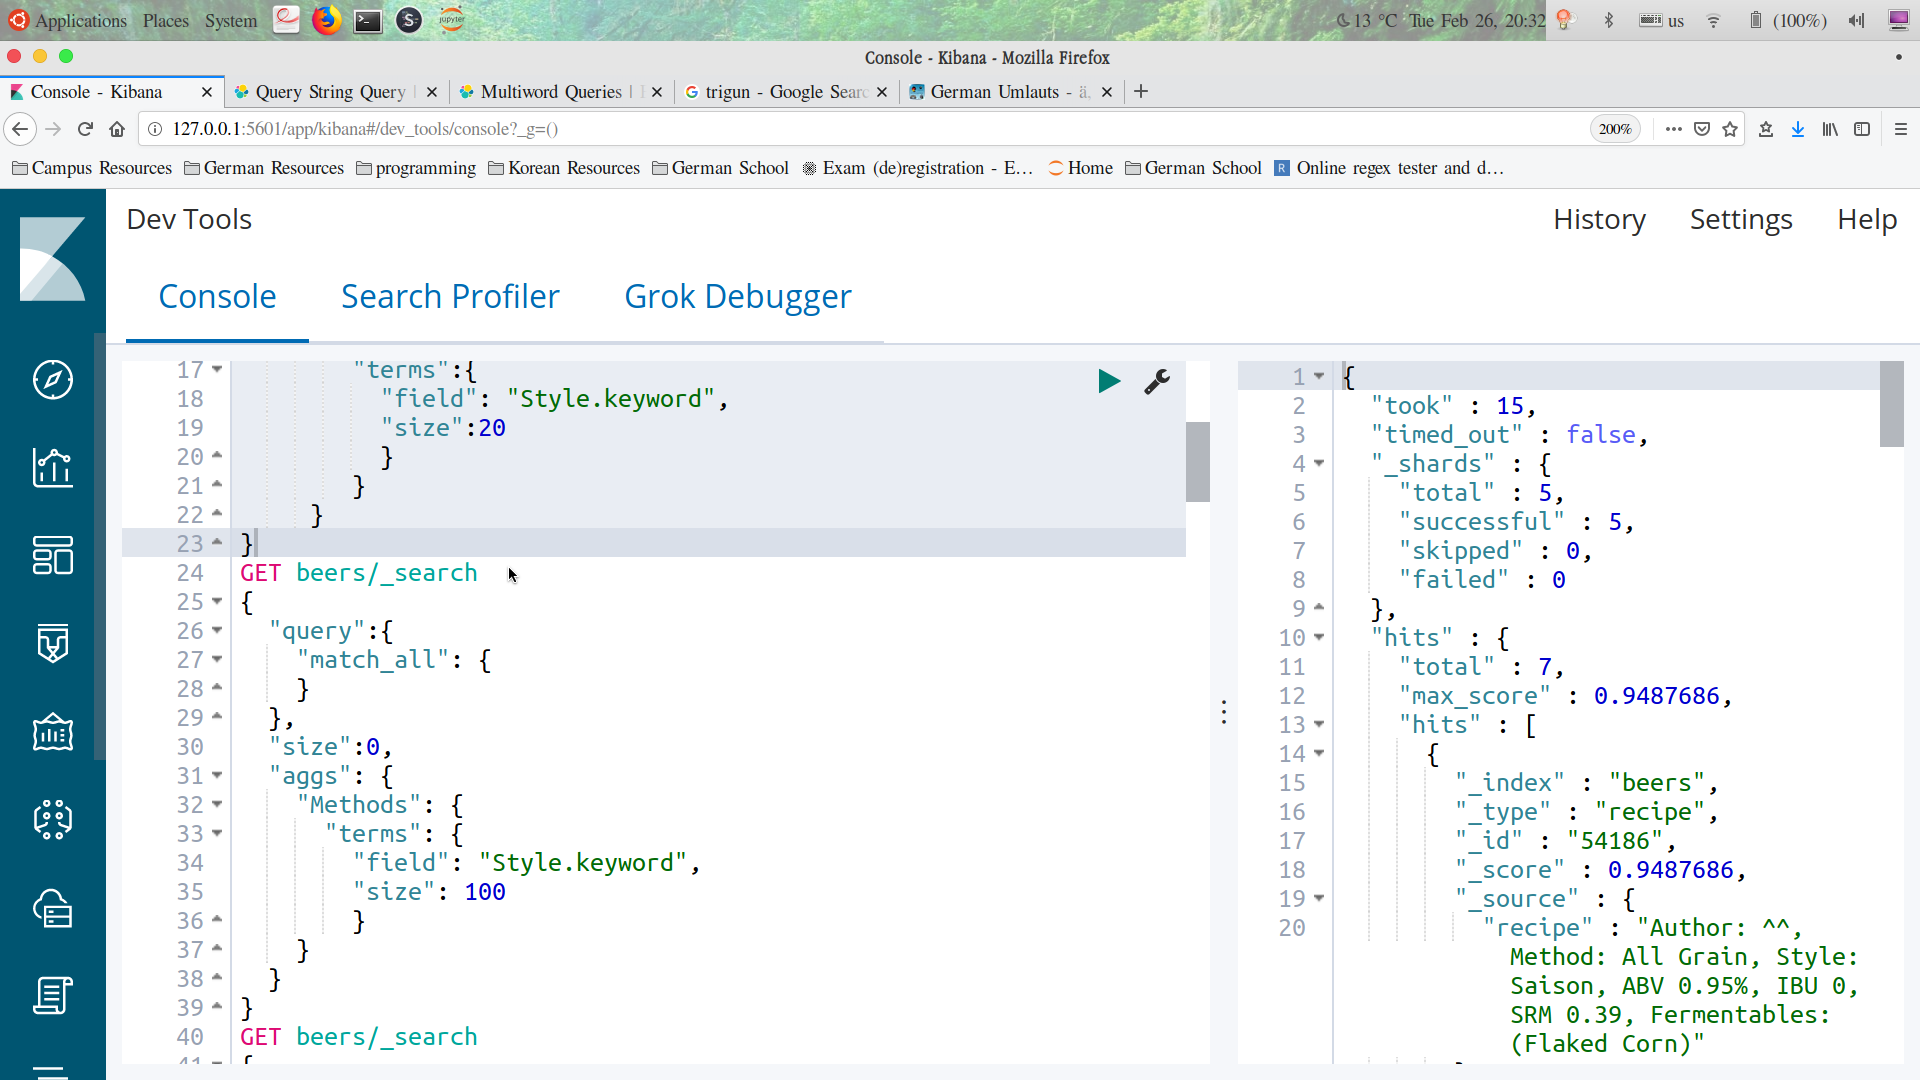 Applications Places System 13 °C Tue Feb 26, 20:32 us (100%)
Console - Kibana - Mozilla Firefox
Console - Kibana Query String Query Multiword Queries | trigun - Google Sear German Umlauts - ä,
127.0.0.1:5601/app/kibana#/dev_tools/console?_g=() 200%
Campus Resources German Resources programming Korean Resources German School Exam (de)registration - E… Home German School R Online regex tester and d…
Dev Tools History Settings Help
Console Search Profiler Grok Debugger
17 "terms":{
18 "field": "Style.keyword",
19 "size":20
20 }
21 }
22 }
23 }
24 GET beers/_search
25 {
26 "query":{
27 "match_all": {
28 }
29 },
30 "size":0,
31 "aggs": {
32 "Methods": {
33 "terms": {
34 "field": "Style.keyword",
35 "size": 100
36 }
37 }
38 }
39 }
40 GET beers/_search
41 {
1 {
2 "took" : 15,
3 "timed_out" : false,
4 "_shards" : {
5 "total" : 5,
6 "successful" : 5,
7 "skipped" : 0,
8 "failed" : 0
9 },
10 "hits" : {
11 "total" : 7,
12 "max_score" : 0.9487686,
13 "hits" : [
14 {
15 "_index" : "beers",
16 "_type" : "recipe",
17 "_id" : "54186",
18 "_score" : 0.9487686,
19 "_source" : {
20 "recipe" : "Author: ^^,
Method: All Grain, Style:
Saison, ABV 0.95%, IBU 0,
SRM 0.39, Fermentables:
(Flaked Corn)"